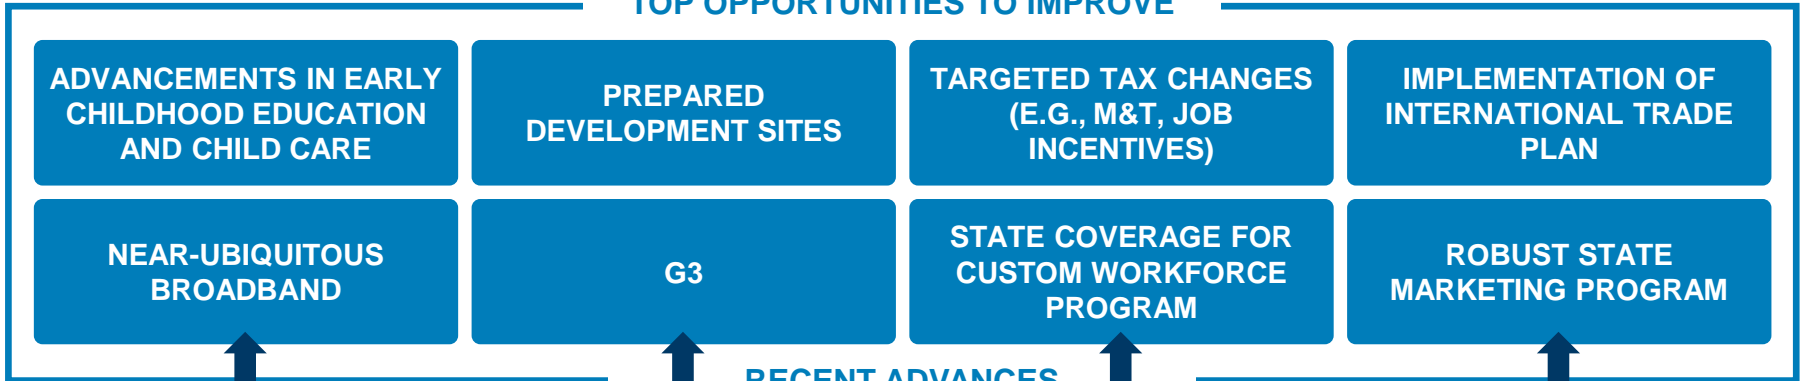 TOP OPPORTUNITIES TO IMPROVE
ADVANCEMENTS IN EARLY
CHILDHOOD EDUCATION
AND CHILD CARE
PREPARED
DEVELOPMENT SITES
TARGETED TAX CHANGES
(E.G., M&T, JOB
INCENTIVES)
IMPLEMENTATION OF
INTERNATIONAL TRADE
PLAN
NEAR-UBIQUITOUS
BROADBAND
G3
STATE COVERAGE FOR
CUSTOM WORKFORCE
PROGRAM
ROBUST STATE
MARKETING PROGRAM
RECENT ADVANCES